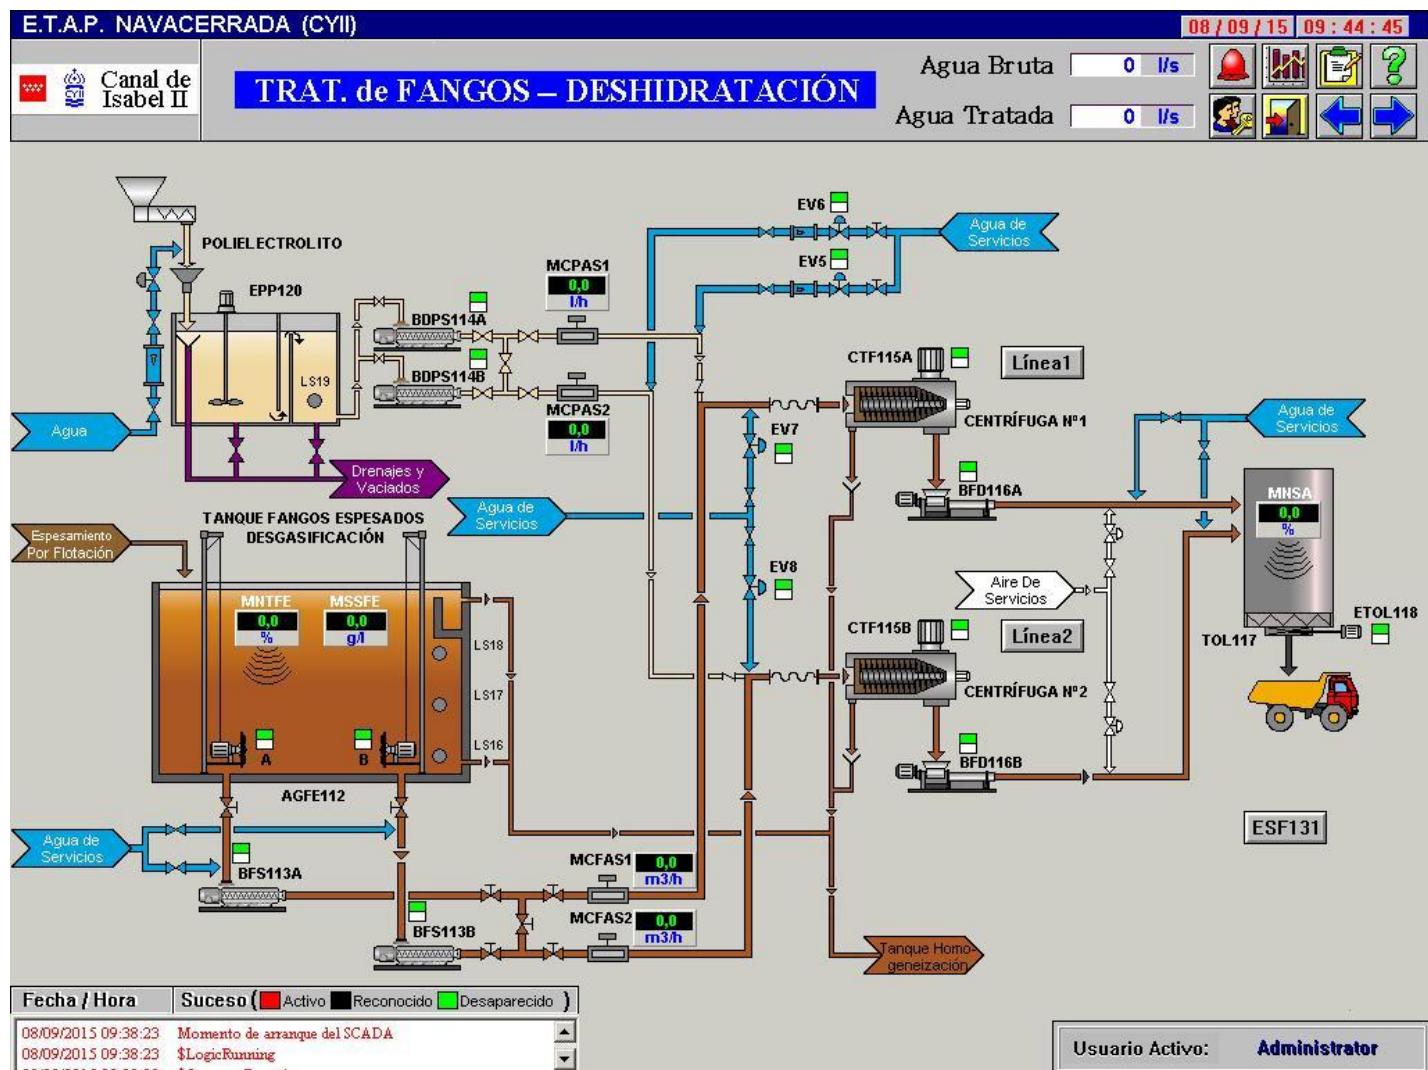 E.T.A.P. NAVACERRADA (CYII)
08/09/15 09:44:45
Canal de
Isabel II
TRAT. de FANGOS – DESHIDRATACIÓN
Agua Bruta 0 l/s
Agua Tratada 0 l/s
POLIELECTROLITO
EPP120
LS19
Agua
Drenajes y
Vaciados
BDPS114A
BDPS114B
MCPAS1
0,0
l/h
MCPAS2
0,0
l/h
EV6
EV5
Agua de
Servicios
CTF115A
Línea1
CENTRÍFUGA Nº1
EV7
Agua de
Servicios
EV8
BFD116A
Agua de
Servicios
MNSA
0,0
%
Aire De
Servicios
CTF115B
Línea2
CENTRÍFUGA Nº2
BFD116B
ETOL118
TOL117
ESF131
Espesamiento
Por Flotación
TANQUE FANGOS ESPESADOS
DESGASIFICACIÓN
MNTFE
0,0
%
MSSFE
0,0
g/l
LS18
LS17
LS16
A
B
AGFE112
Agua de
Servicios
BFS113A
BFS113B
MCFAS1
0,0
m3/h
MCFAS2
0,0
m3/h
Tanque Homo-
geneización
Fecha / Hora Suceso ( Activo Reconocido Desaparecido )
08/09/2015 09:38:23 Momento de arranque del SCADA
08/09/2015 09:38:23 $LogicRunning
Usuario Activo: Administrator